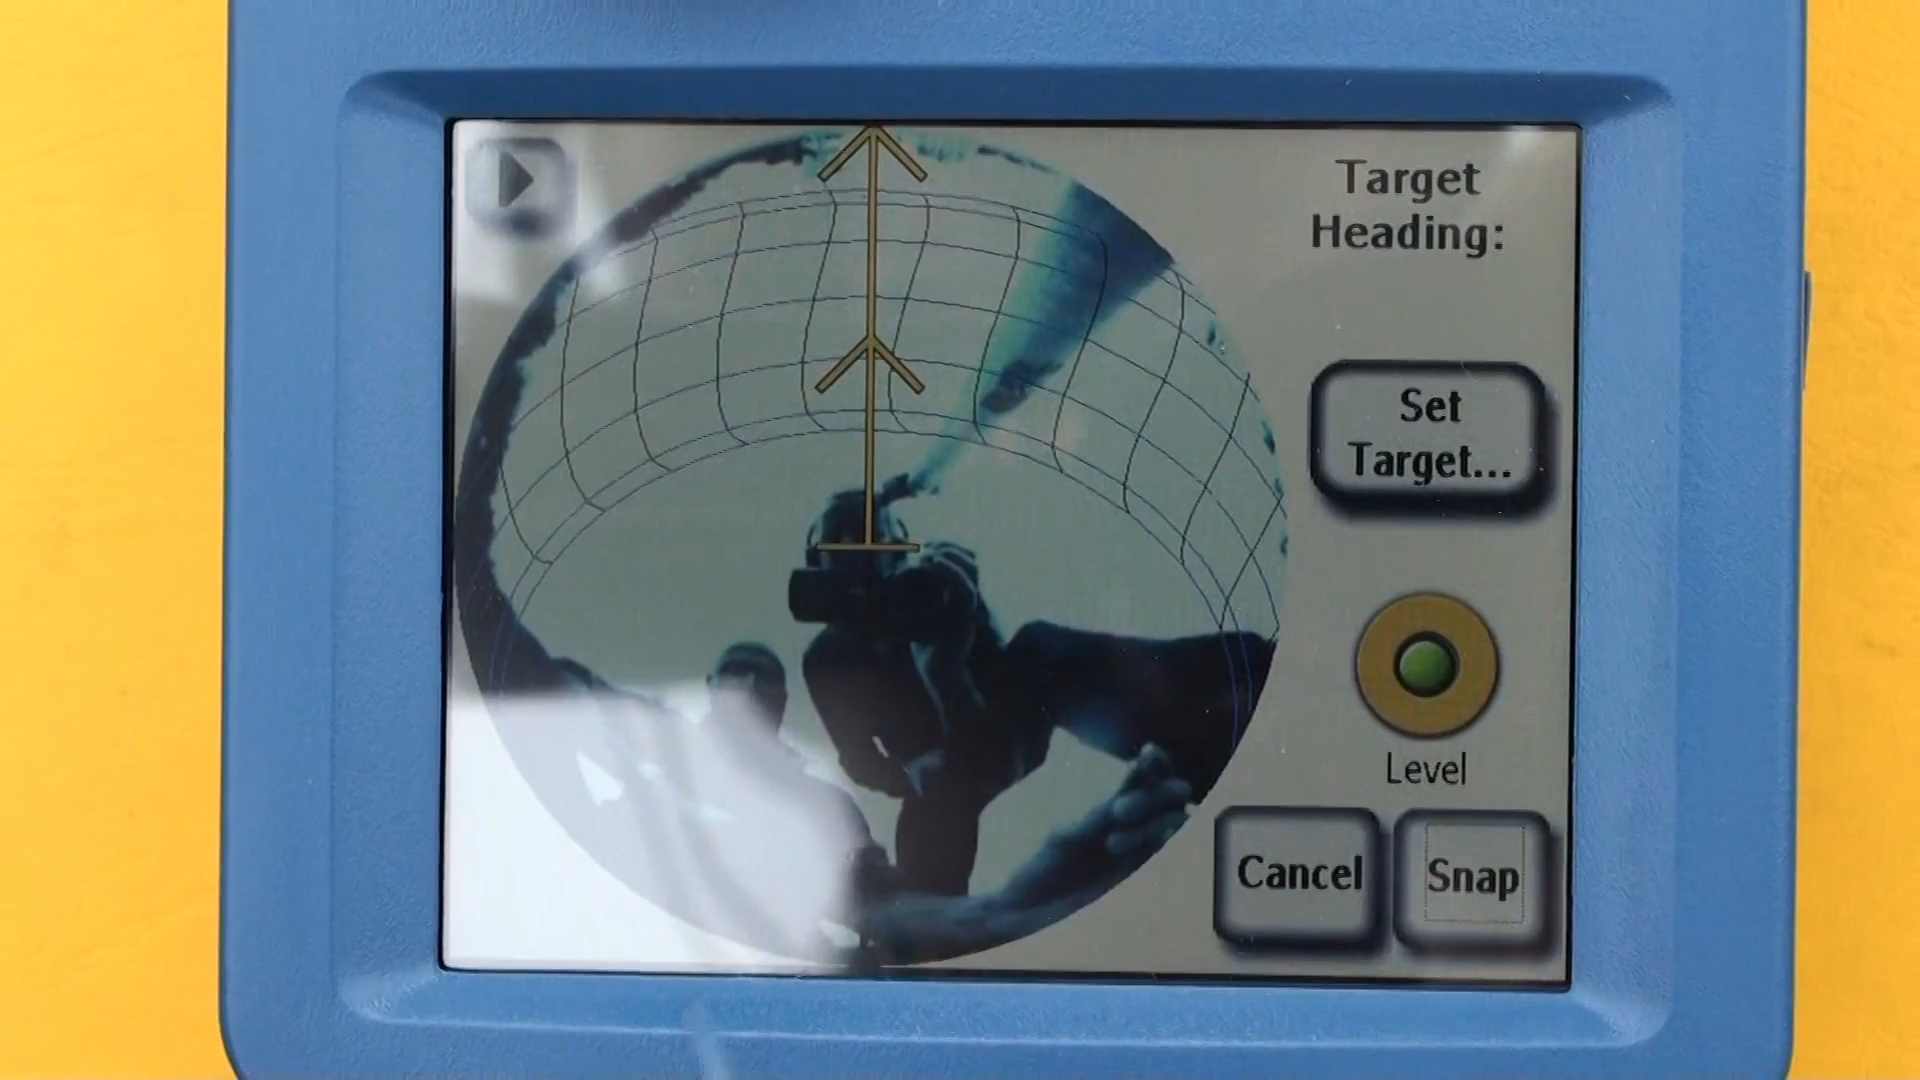 Target
Heading:
Set
Target...
Level
Cancel
Snap